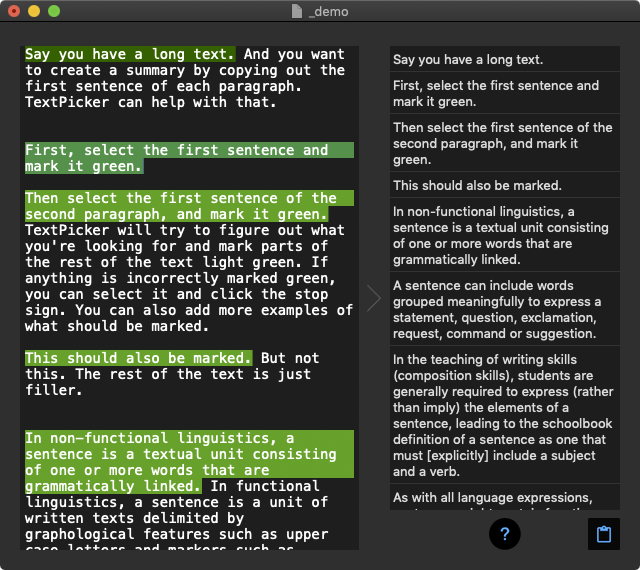 _demo
Say you have a long text. And you want
to create a summary by copying out the
first sentence of each paragraph.
TextPicker can help with that.
First, select the first sentence and
mark it green.
Then select the first sentence of the
second paragraph, and mark it green.
TextPicker will try to figure out what
you're looking for and mark parts of
the rest of the text light green. If
anything is incorrectly marked green,
you can select it and click the stop
sign. You can also add more examples of
what should be marked.
This should also be marked. But not
this. The rest of the text is just
filler.
In non-functional linguistics, a
sentence is a textual unit consisting
of one or more words that are
grammatically linked. In functional
linguistics, a sentence is a unit of
written texts delimited by
graphological features such as upper
case letters and markers such as
Say you have a long text.
First, select the first sentence and
mark it green.
Then select the first sentence of the
second paragraph, and mark it
green.
This should also be marked.
In non-functional linguistics, a
sentence is a textual unit consisting
of one or more words that are
grammatically linked.
A sentence can include words
grouped meaningfully to express a
statement, question, exclamation,
request, command or suggestion.
In the teaching of writing skills
(composition skills), students are
generally required to express (rather
than imply) the elements of a
sentence, leading to the schoolbook
definition of a sentence as one that
must [explicitly] include a subject
and a verb.
As with all language expressions,
?